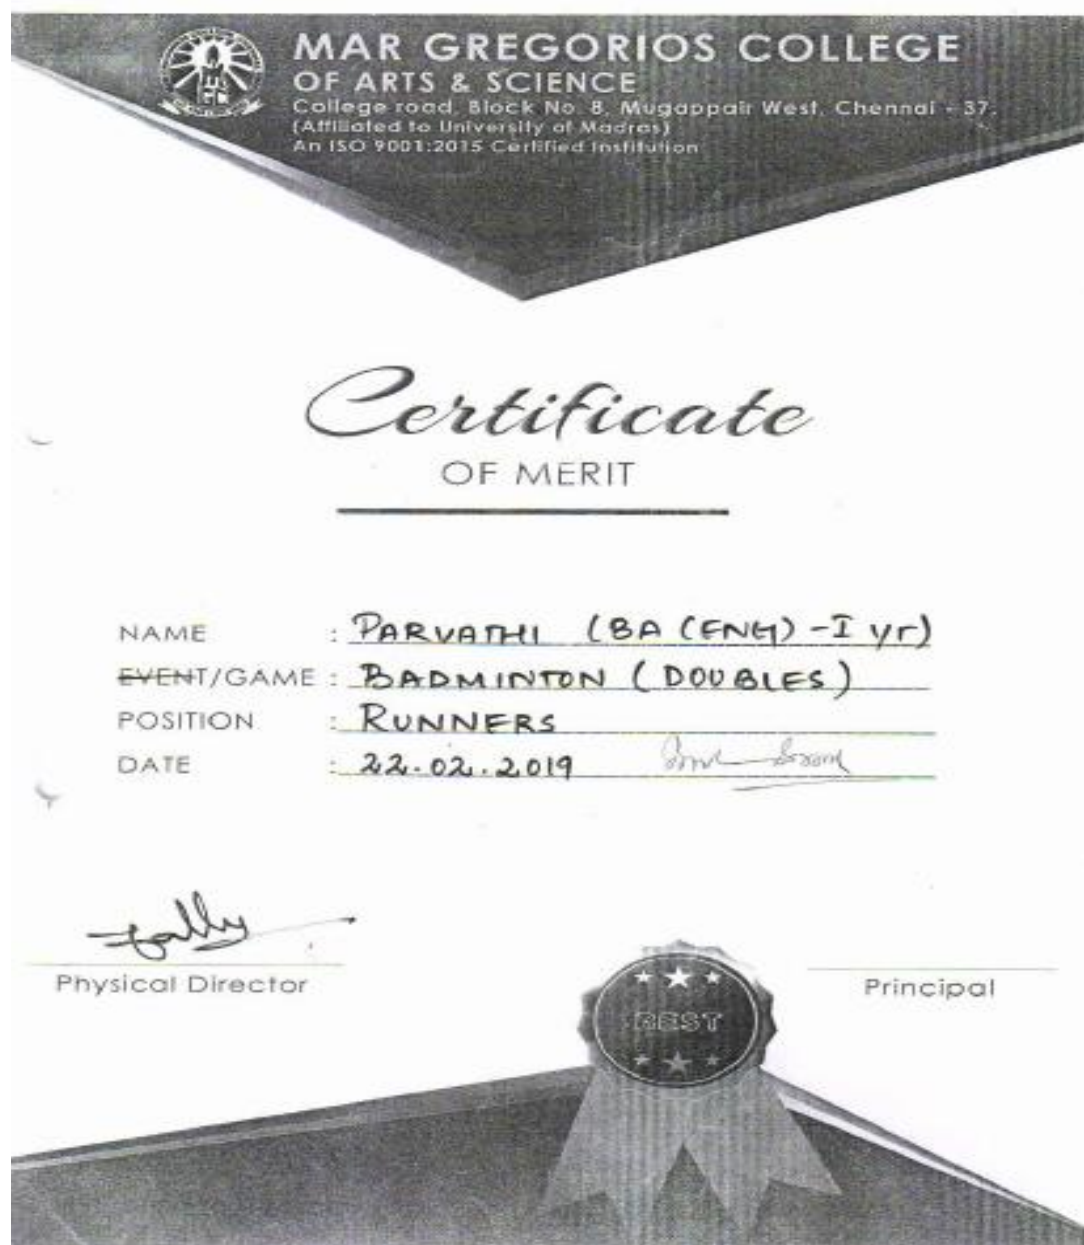 MAR GREGORIOS COLLEGE
OF ARTS & SCIENCE
College road, Block No. 8, Mugappair West, Chennai - 37.
(Affiliated to University of Madras)
An ISO 9001:2015 Certified Institution
Certificate
OF MERIT
NAME : PARVATHI (BA (ENG) - I yr)
EVENT/GAME : BADMINTON (DOUBLES)
POSITION : RUNNERS
DATE : 22.02.2019
Physical Director
Principal
BEST